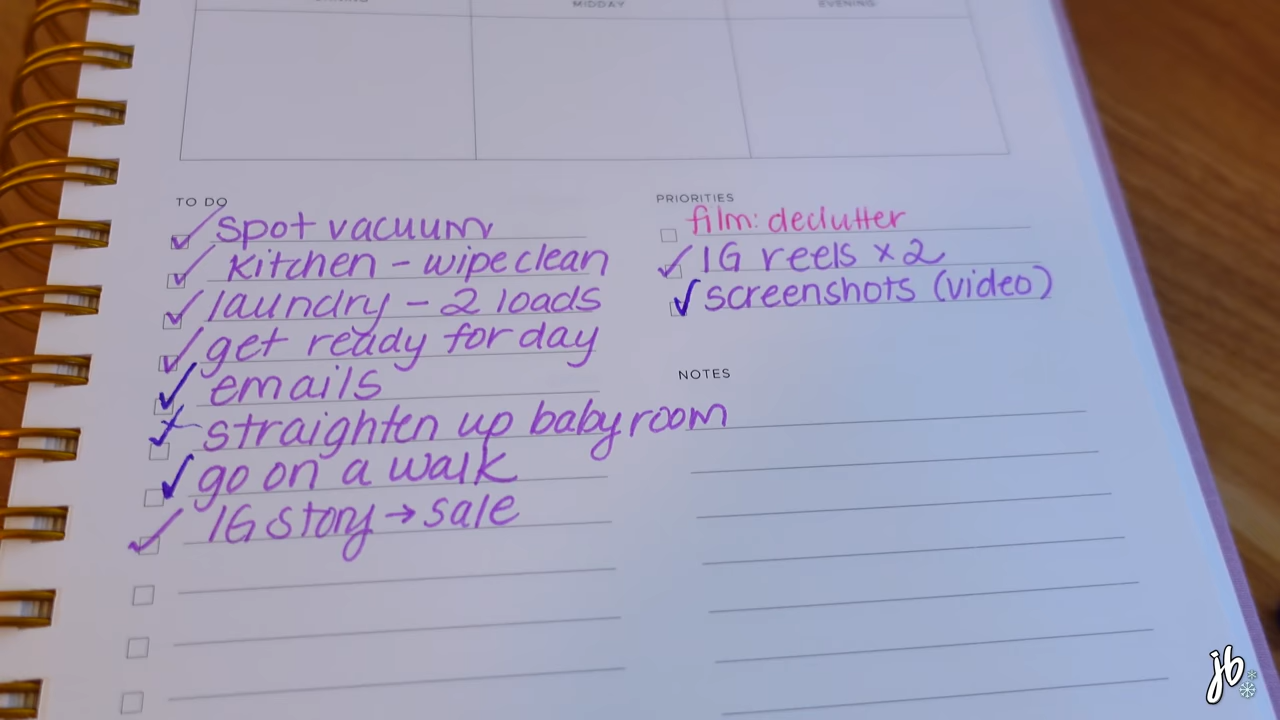 MIDDAY
EVENING
TO DO
spot vacuum
kitchen - wipe clean
laundry - 2 loads
get ready for day
emails
straighten up baby room
go on a walk
IG story → sale
PRIORITIES
film: declutter
IG reels x2
screenshots (video)
NOTES
jb